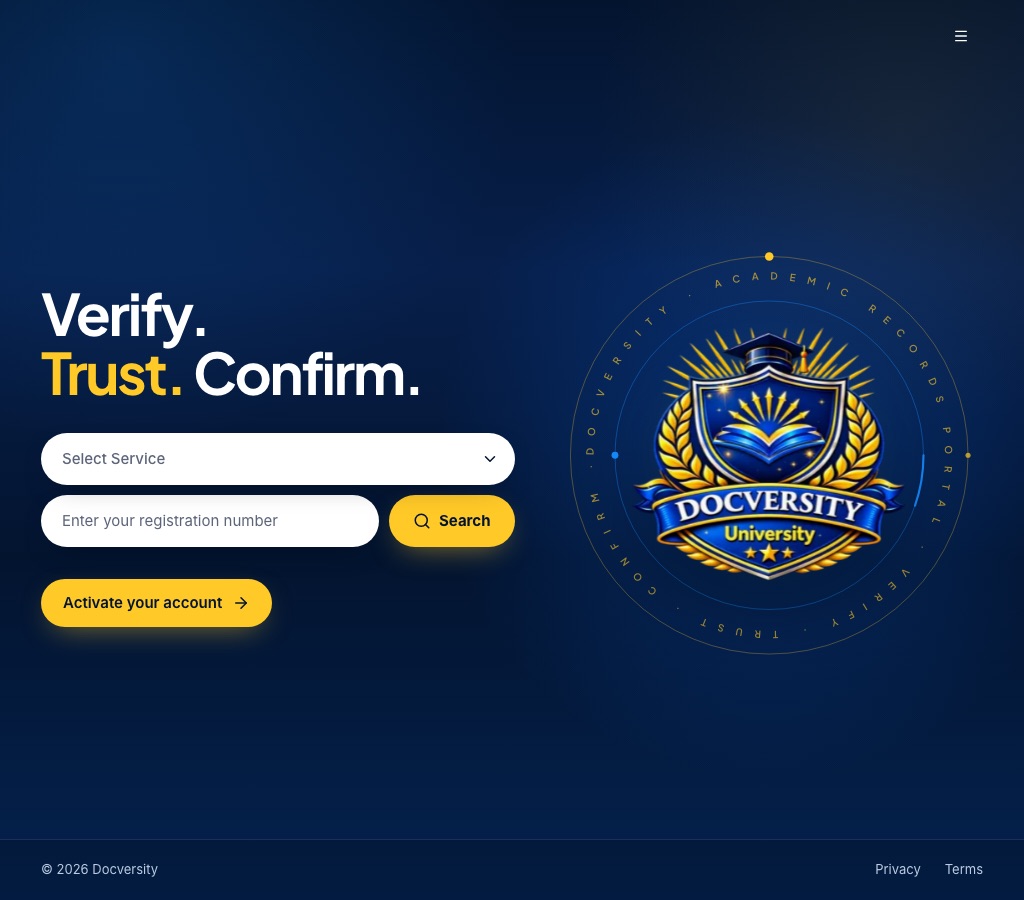 Verify.
Trust. Confirm.
Select Service
Enter your registration number
Search
Activate your account
DOCVERSITY · ACADEMIC RECORDS PORTAL · VERIFY · TRUST · CONFIRM ·
DOCVERSITY
University
© 2026 Docversity
Privacy
Terms